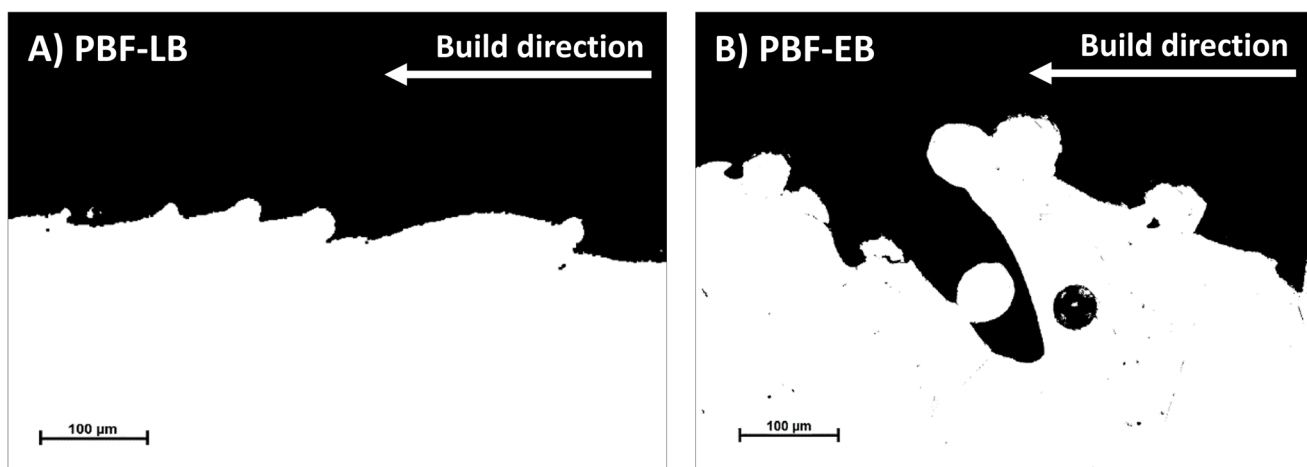 A) PBF-LB
Build direction
100 µm
B) PBF-EB
Build direction
100 µm